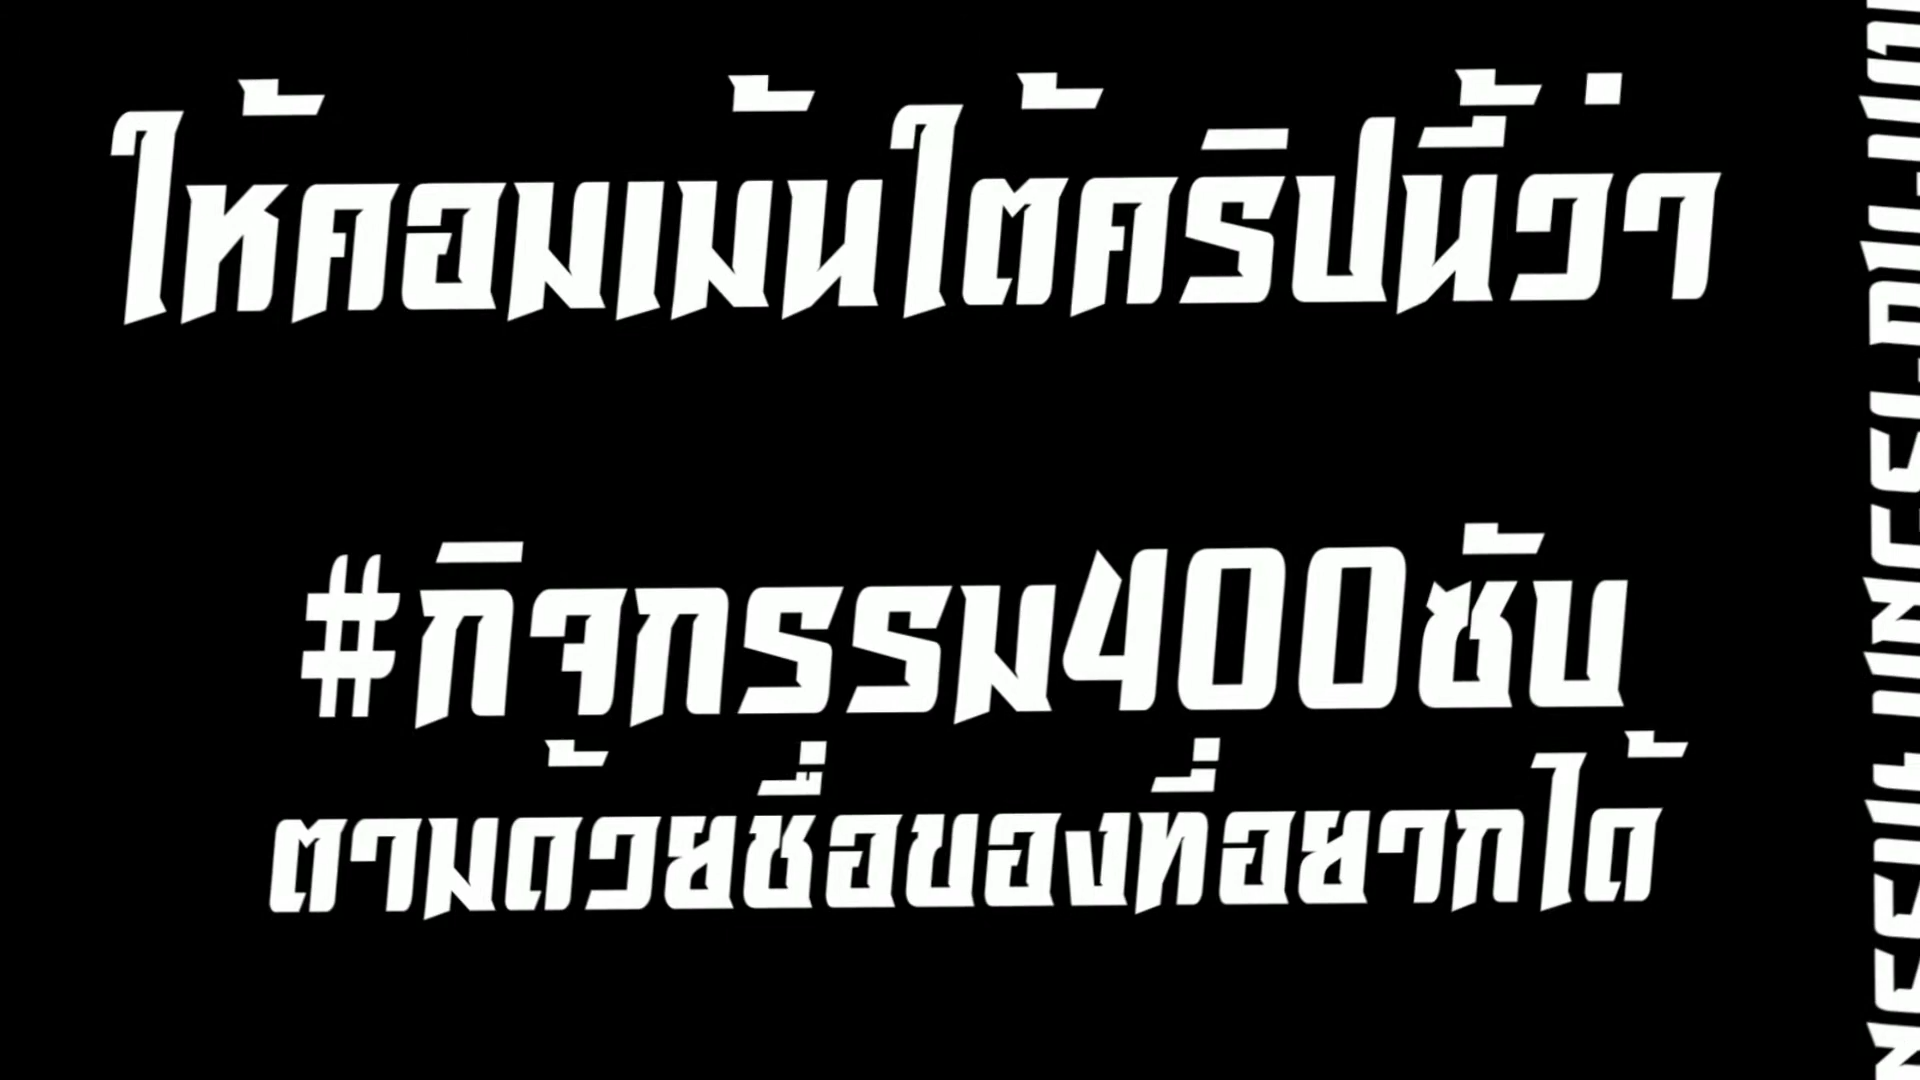 ให้คอมเม้นใต้คริปนี้ว่า
#กิจกรรม400ซับ
ตามด้วยชื่อของที่อยากได้